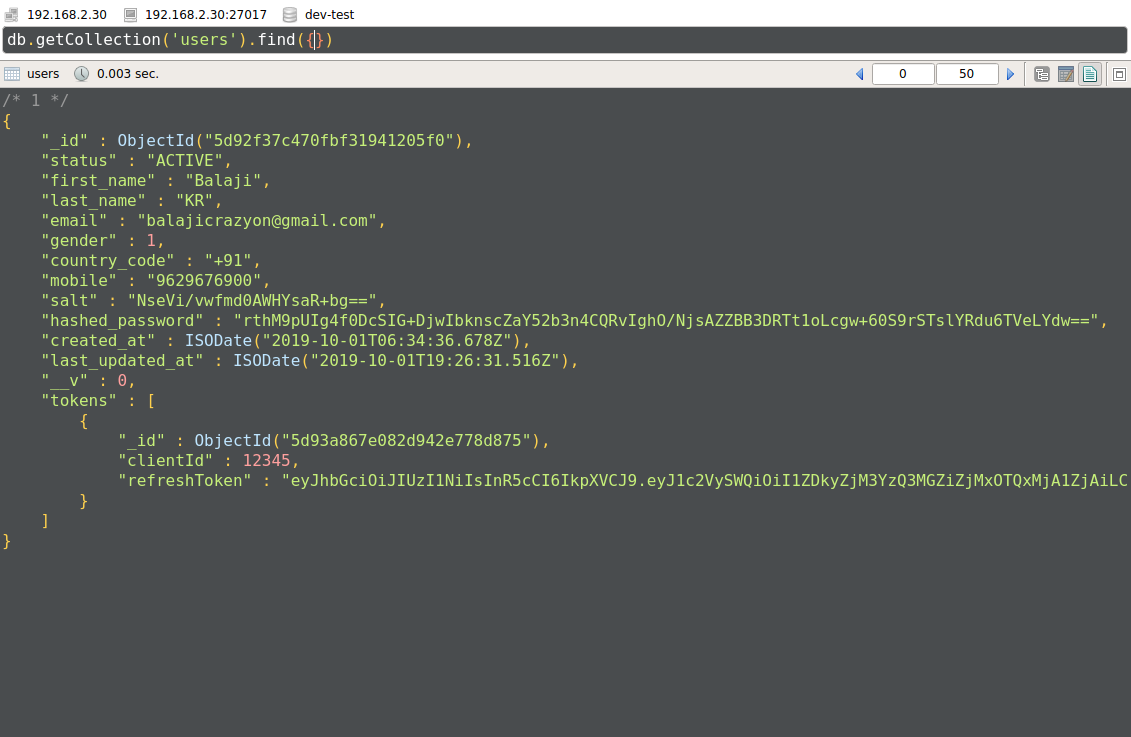 192.168.2.30 192.168.2.30:27017 dev-test
db.getCollection('users').find({})
users 0.003 sec. 0 50
/* 1 */
{
    "_id" : ObjectId("5d92f37c470fbf31941205f0"),
    "status" : "ACTIVE",
    "first_name" : "Balaji",
    "last_name" : "KR",
    "email" : "balajicrazyon@gmail.com",
    "gender" : 1,
    "country_code" : "+91",
    "mobile" : "9629676900",
    "salt" : "NseVi/vwfmd0AWHYsaR+bg==",
    "hashed_password" : "rthM9pUIg4f0DcSIG+DjwIbknscZaY52b3n4CQRvIghO/NjsAZZBB3DRTt1oLcgw+60S9rSTslYRdu6TVeLYdw==",
    "created_at" : ISODate("2019-10-01T06:34:36.678Z"),
    "last_updated_at" : ISODate("2019-10-01T19:26:31.516Z"),
    "__v" : 0,
    "tokens" : [
        {
            "_id" : ObjectId("5d93a867e082d942e778d875"),
            "clientId" : 12345,
            "refreshToken" : "eyJhbGciOiJIUzI1NiIsInR5cCI6IkpXVCJ9.eyJ1c2VySWQiOiI1ZDkyZjM3YzQ3MGZiZjMxOTQxMjA1ZjAiLC
        }
    ]
}